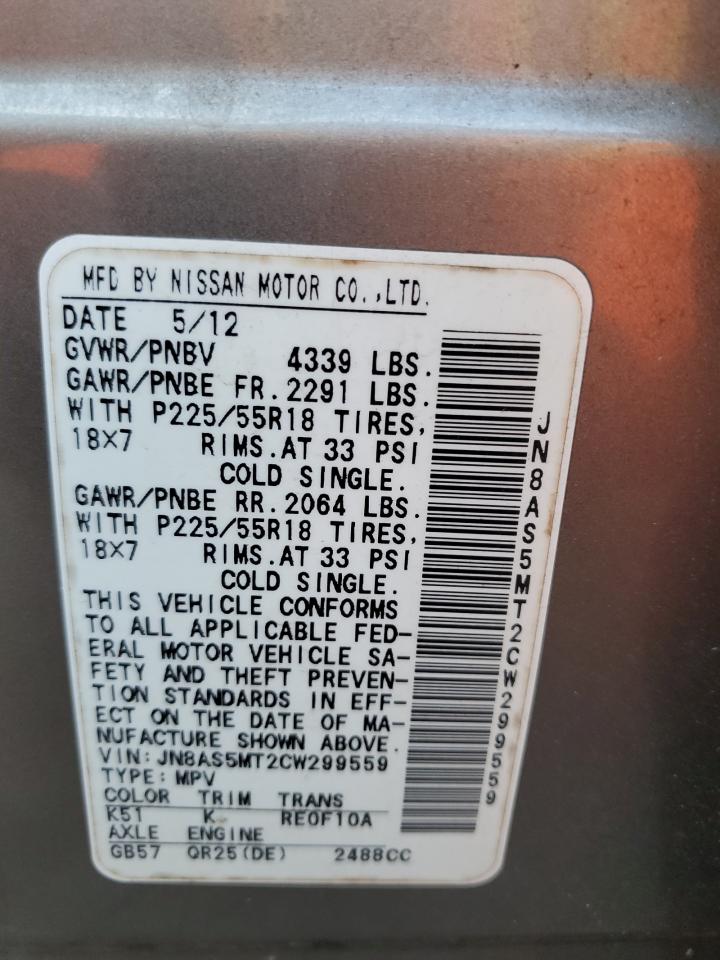 MFD BY NISSAN MOTOR CO.,LTD.
DATE 5/12
GVWR/PNBV 4339 LBS.
GAWR/PNBE FR.2291 LBS.
WITH P225/55R18 TIRES,
18X7 RIMS.AT 33 PSI
COLD SINGLE.
GAWR/PNBE RR.2064 LBS.
WITH P225/55R18 TIRES,
18X7 RIMS.AT 33 PSI
COLD SINGLE.
THIS VEHICLE CONFORMS
TO ALL APPLICABLE FED-
ERAL MOTOR VEHICLE SA-
FETY AND THEFT PREVEN-
TION STANDARDS IN EFF-
ECT ON THE DATE OF MA-
NUFACTURE SHOWN ABOVE.
VIN:JN8AS5MT2CW299559
TYPE:MPV
COLOR TRIM TRANS
K51 K RE0F10A
AXLE ENGINE
GB57 QR25(DE) 2488CC
JN8AS5MT2CW299559